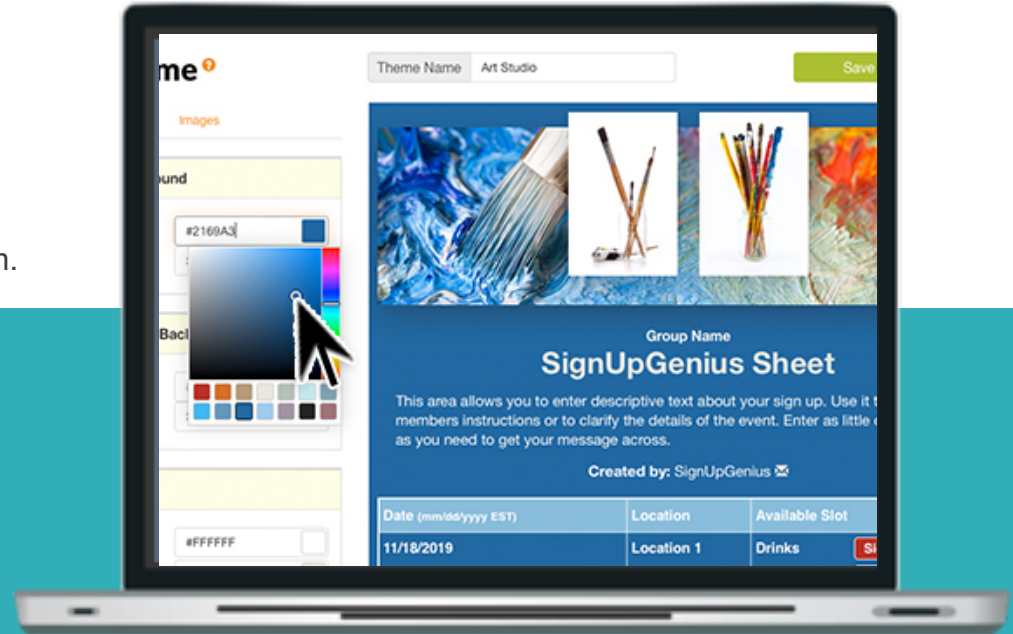 n.
me
Theme Name Art Studio
Save
Images
und
#2169A3
Bacl
Group Name
SignUpGenius Sheet
This area allows you to enter descriptive text about your sign up. Use it t
members instructions or to clarify the details of the event. Enter as little
as you need to get your message across.
Created by: SignUpGenius
Date (mm/dd/yyyy EST) Location Available Slot
#FFFFFF
11/18/2019 Location 1 Drinks Si